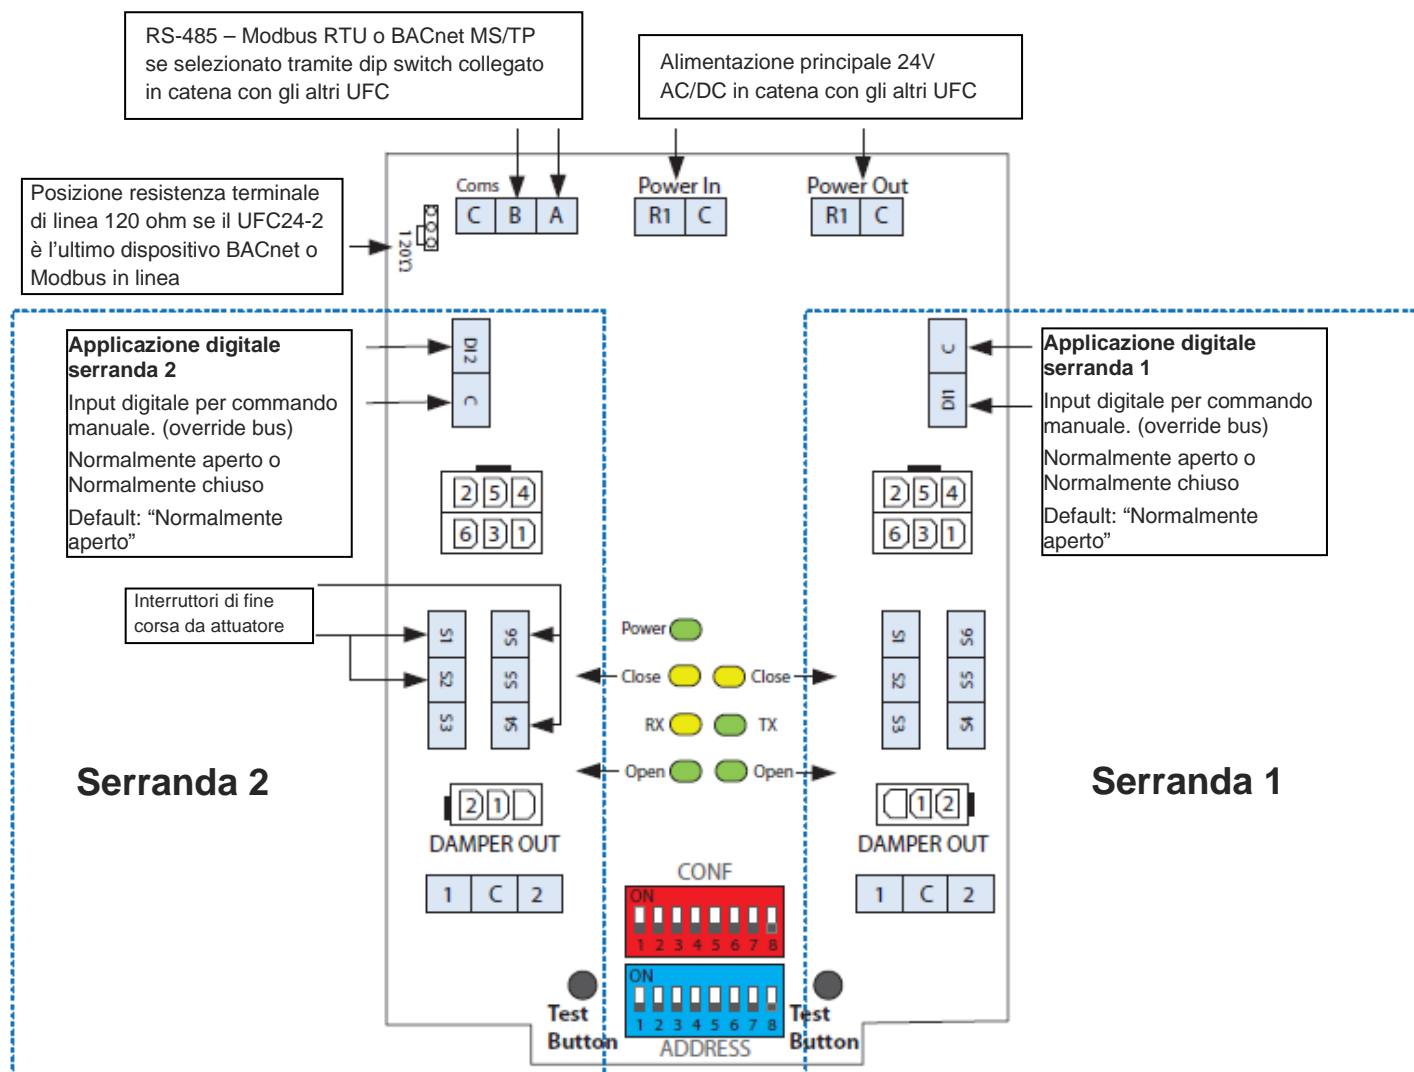 RS-485 – Modbus RTU o BACnet MS/TP
se selezionato tramite dip switch collegato
in catena con gli altri UFC
Alimentazione principale 24V
AC/DC in catena con gli altri UFC
Posizione resistenza terminale
di linea 120 ohm se il UFC24-2
è l'ultimo dispositivo BACnet o
Modbus in linea
Coms
C B A
120Ω
Power In
R1 C
Power Out
R1 C
Applicazione digitale
serranda 2
Input digitale per commando
manuale. (override bus)
Normalmente aperto o
Normalmente chiuso
Default: “Normalmente
aperto”
DI 2
C
C
DI1
Applicazione digitale
serranda 1
Input digitale per commando
manuale. (override bus)
Normalmente aperto o
Normalmente chiuso
Default: “Normalmente
aperto”
2 5 4
6 3 1
2 5 4
6 3 1
Interruttori di fine
corsa da attuatore
S1 S6
S2 S5
S3 S4
Power
Close Close
RX TX
Open Open
S1 S6
S2 S5
S3 S4
Serranda 2
Serranda 1
2 1
DAMPER OUT
1 C 2
1 2
DAMPER OUT
1 C 2
CONF
ON
1 2 3 4 5 6 7 8
ON
1 2 3 4 5 6 7 8
ADDRESS
Test
Button
Test
Button